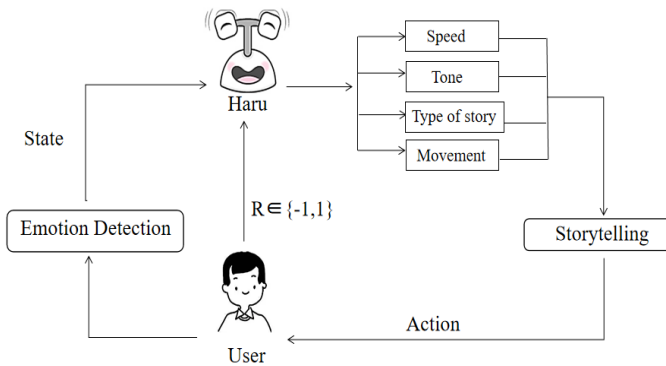 Speed
Tone
Haru
Type of story
State
Movement
R∈{-1,1}
Emotion Detection
Storytelling
Action
User